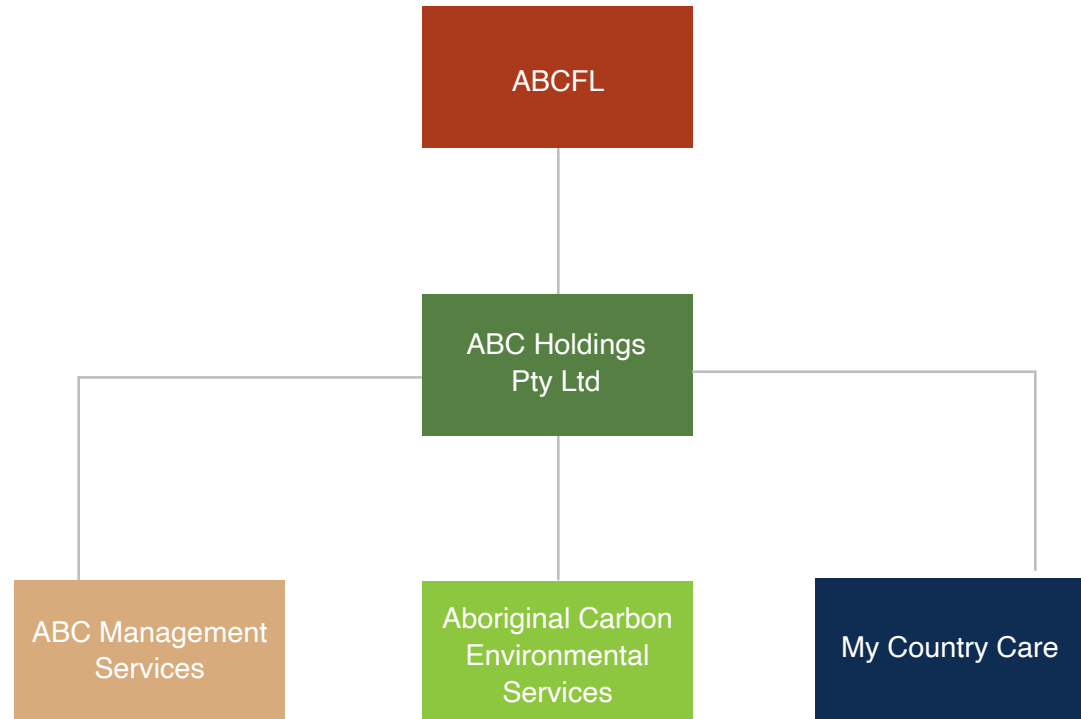 ABCFL
ABC Holdings
Pty Ltd
ABC Management
Services
Aboriginal Carbon
Environmental
Services
My Country Care